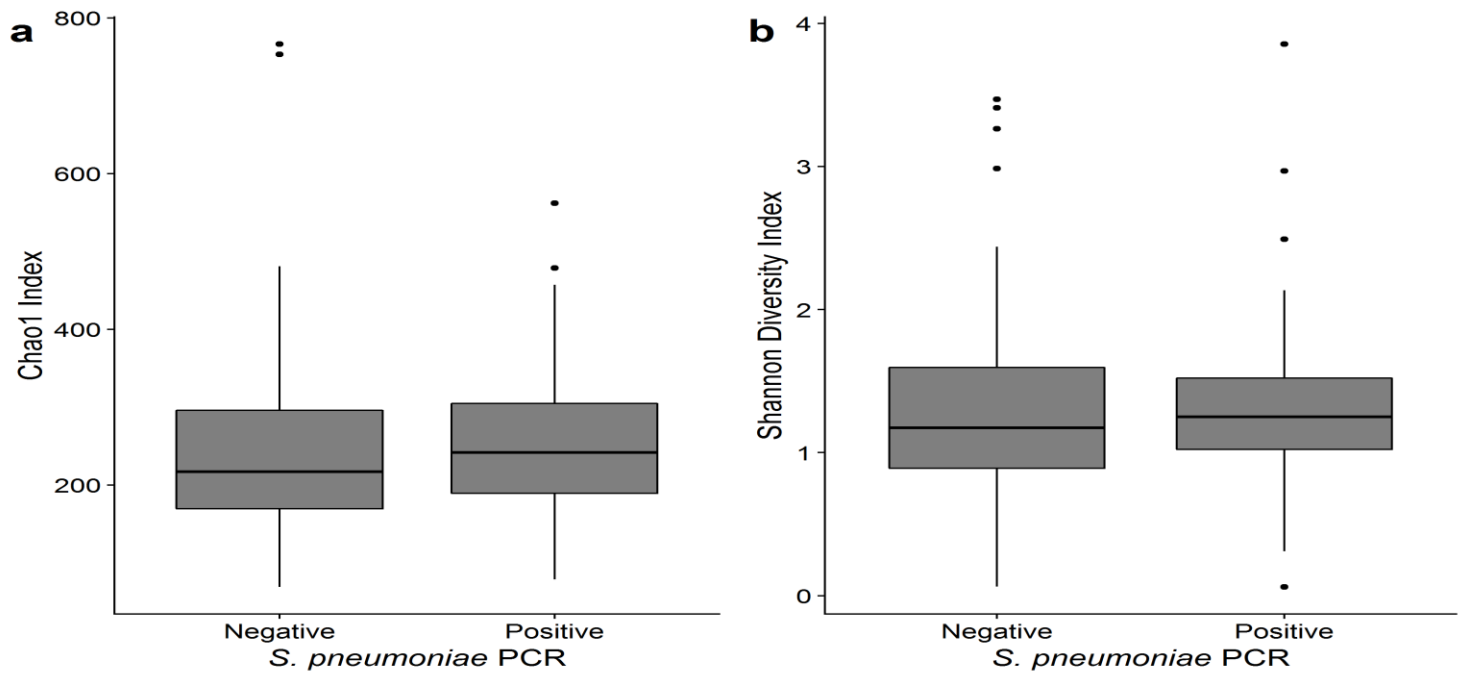 a
Chao1 Index
800
600
400
200
Negative
Positive
S. pneumoniae PCR
b
Shannon Diversity Index
4
3
2
1
0
Negative
Positive
S. pneumoniae PCR